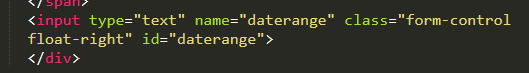 </span>
<input type="text" name="daterange" class="form-control
float-right" id="daterange">
</div>